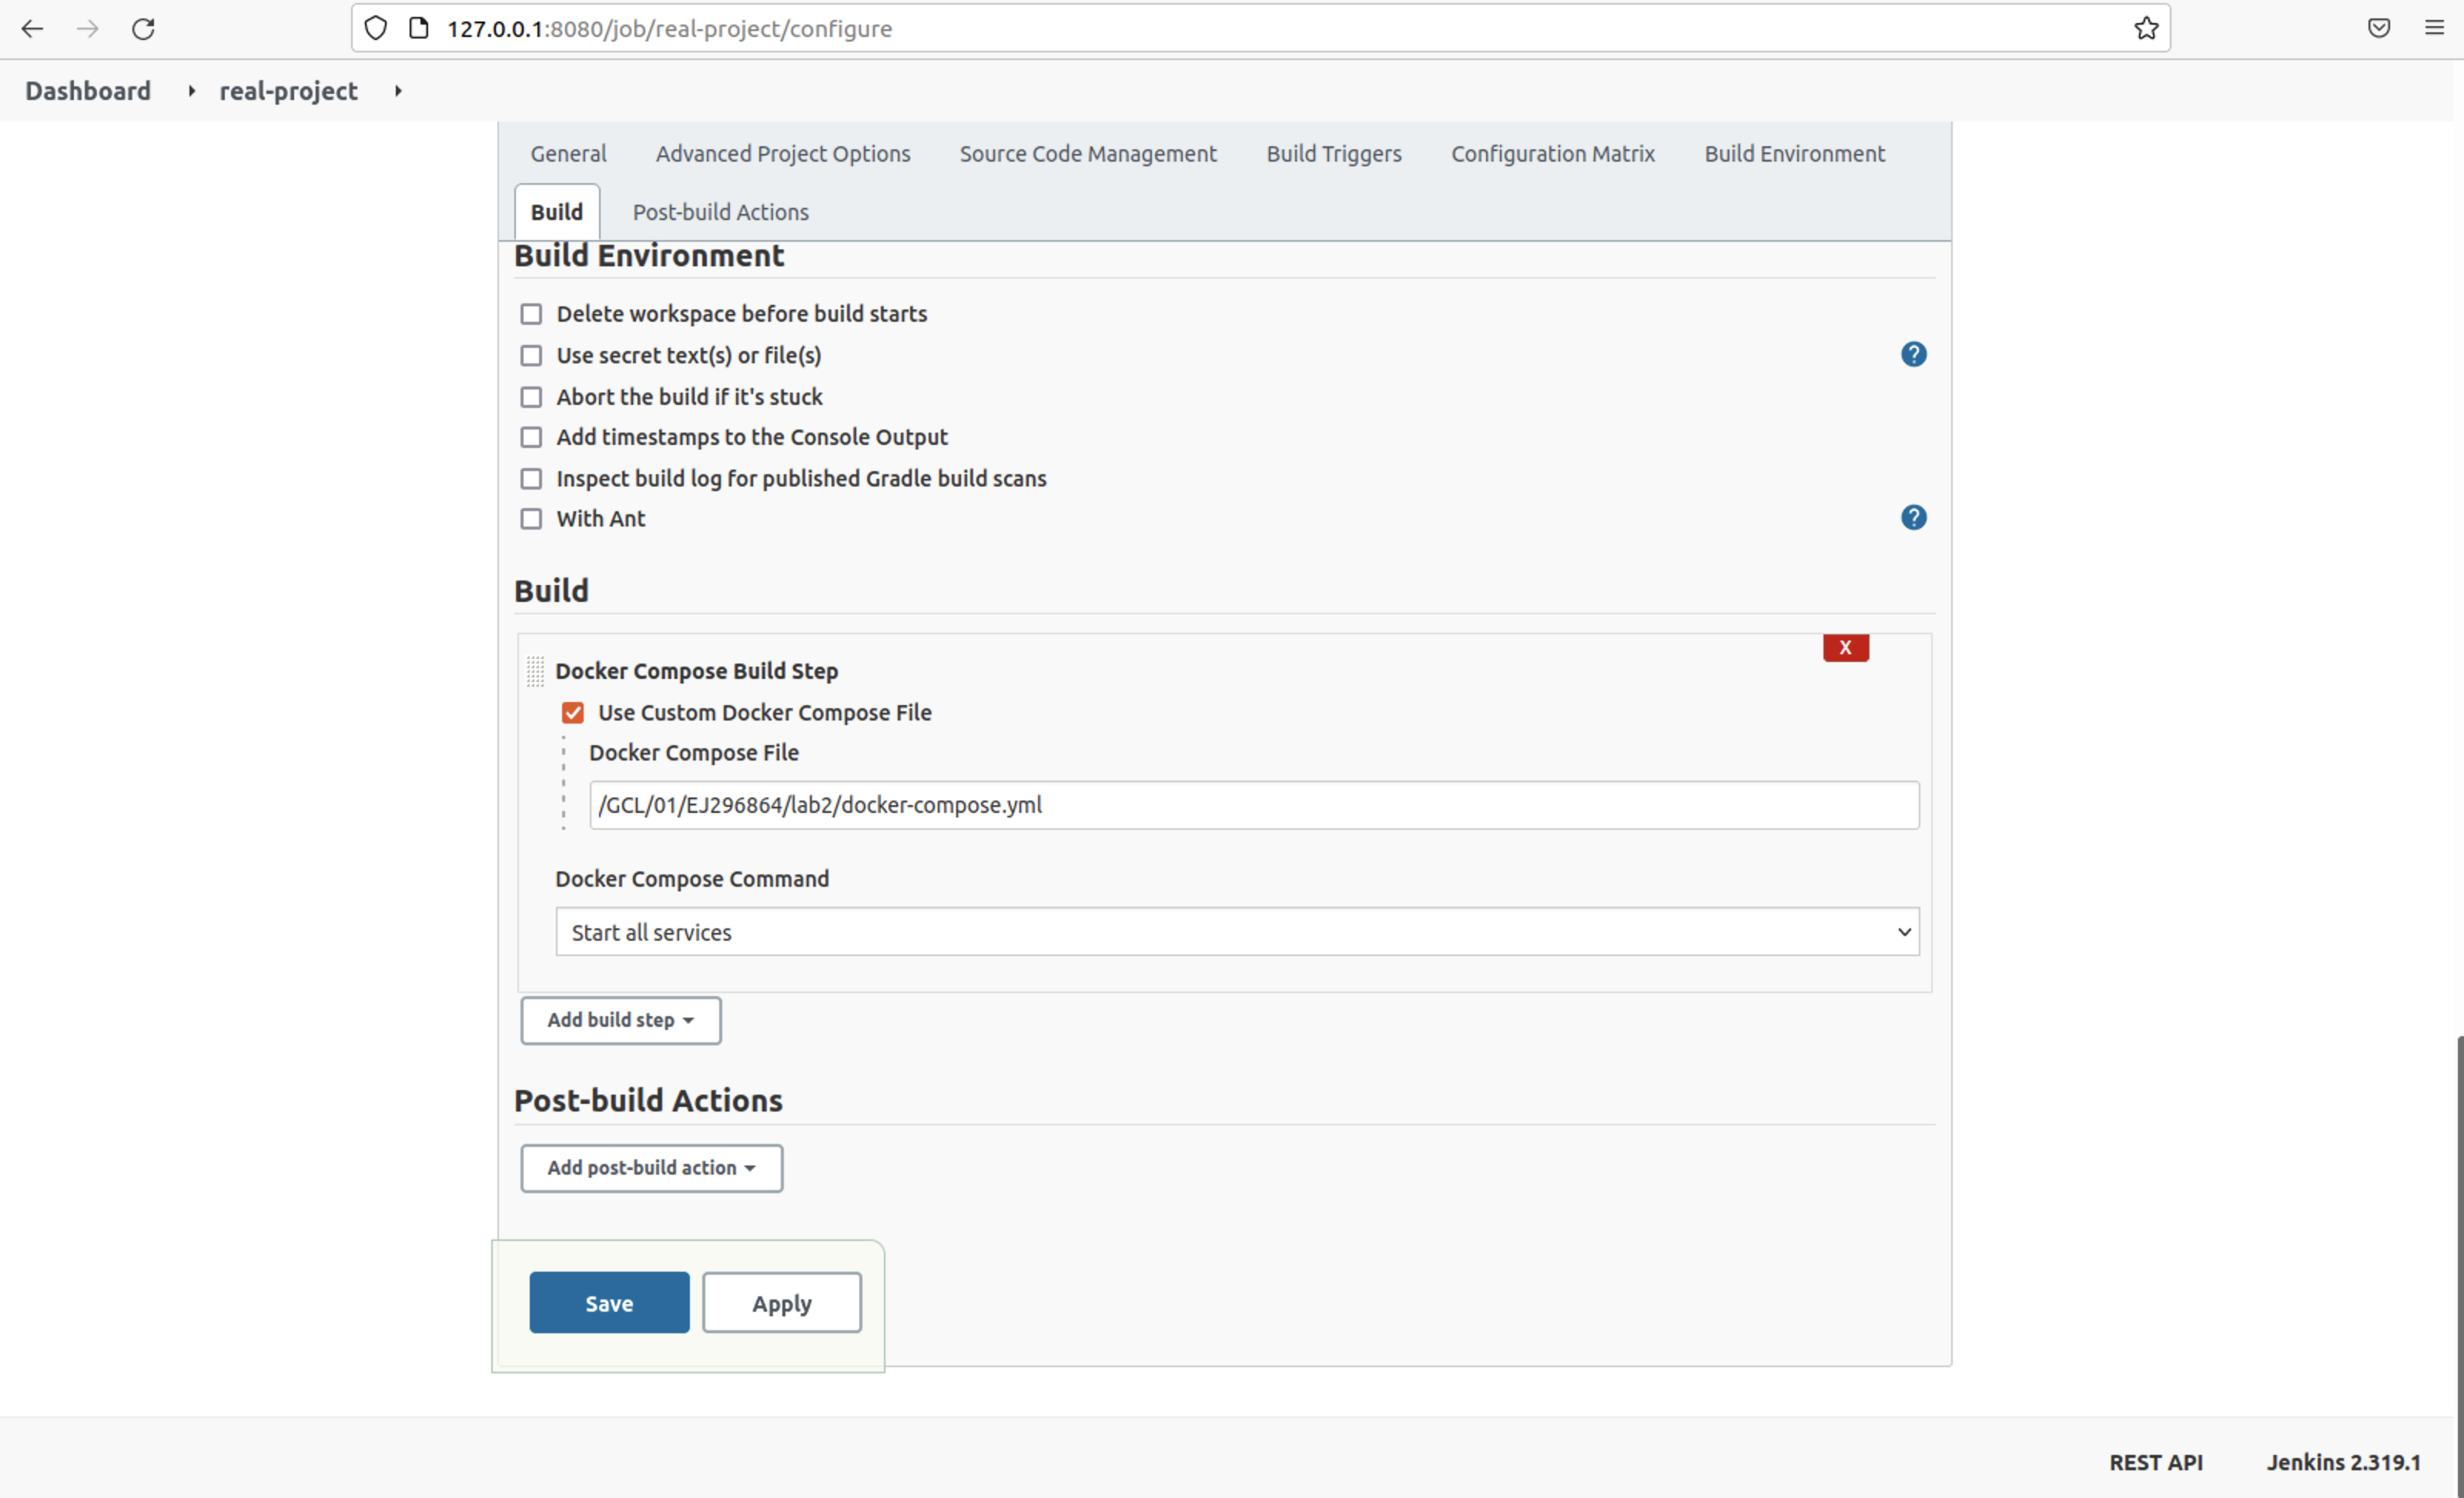 127.0.0.1:8080/job/real-project/configure
Dashboard real-project
General Advanced Project Options Source Code Management Build Triggers Configuration Matrix Build Environment
Build Post-build Actions
Build Environment
Delete workspace before build starts
Use secret text(s) or file(s)
?
Abort the build if it's stuck
Add timestamps to the Console Output
Inspect build log for published Gradle build scans
With Ant
?
Build
X
Docker Compose Build Step
Use Custom Docker Compose File
Docker Compose File
/GCL/01/EJ296864/lab2/docker-compose.yml
Docker Compose Command
Start all services
Add build step
Post-build Actions
Add post-build action
Save Apply
REST API Jenkins 2.319.1